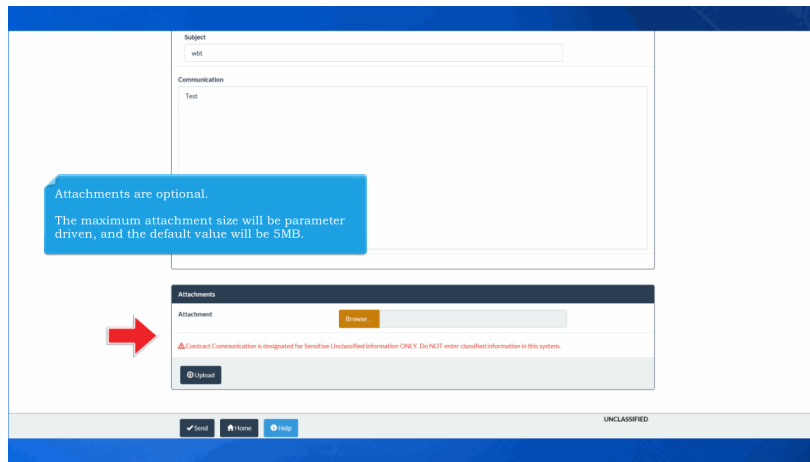 Subject
wbt
Communication
Test
Attachments are optional.
The maximum attachment size will be parameter
driven, and the default value will be 5MB.
Attachments
Attachment
Browse...
Contract Communication is designated for Sensitive Unclassified information ONLY. Do NOT enter classified information in this system.
Upload
UNCLASSIFIED
Send Home Help